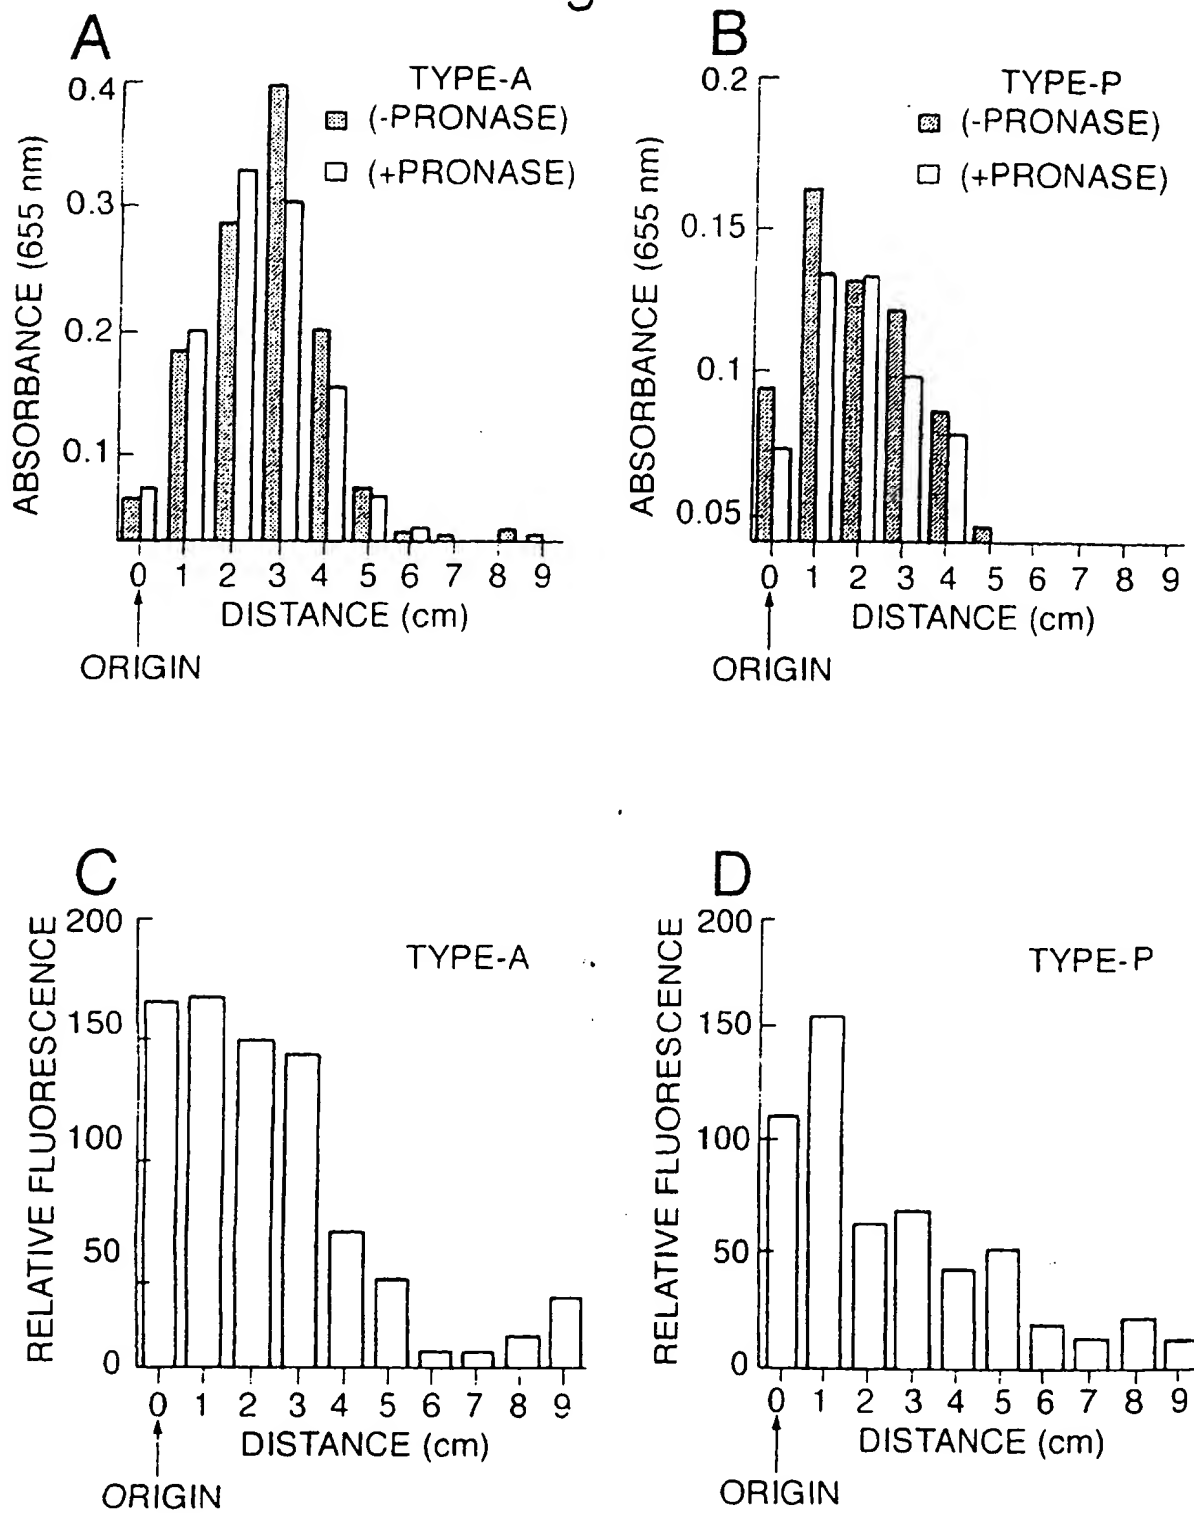 A
TYPE-A
(-PRONASE)
(+PRONASE)
ABSORBANCE (655 nm)
0.4
0.3
0.2
0.1
0 1 2 3 4 5 6 7 8 9
DISTANCE (cm)
ORIGIN
B
TYPE-P
(-PRONASE)
(+PRONASE)
ABSORBANCE (655 nm)
0.2
0.15
0.1
0.05
0 1 2 3 4 5 6 7 8 9
DISTANCE (cm)
ORIGIN
C
TYPE-A
RELATIVE FLUORESCENCE
200
150
100
50
0
0 1 2 3 4 5 6 7 8 9
DISTANCE (cm)
ORIGIN
D
TYPE-P
RELATIVE FLUORESCENCE
200
150
100
50
0
0 1 2 3 4 5 6 7 8 9
DISTANCE (cm)
ORIGIN